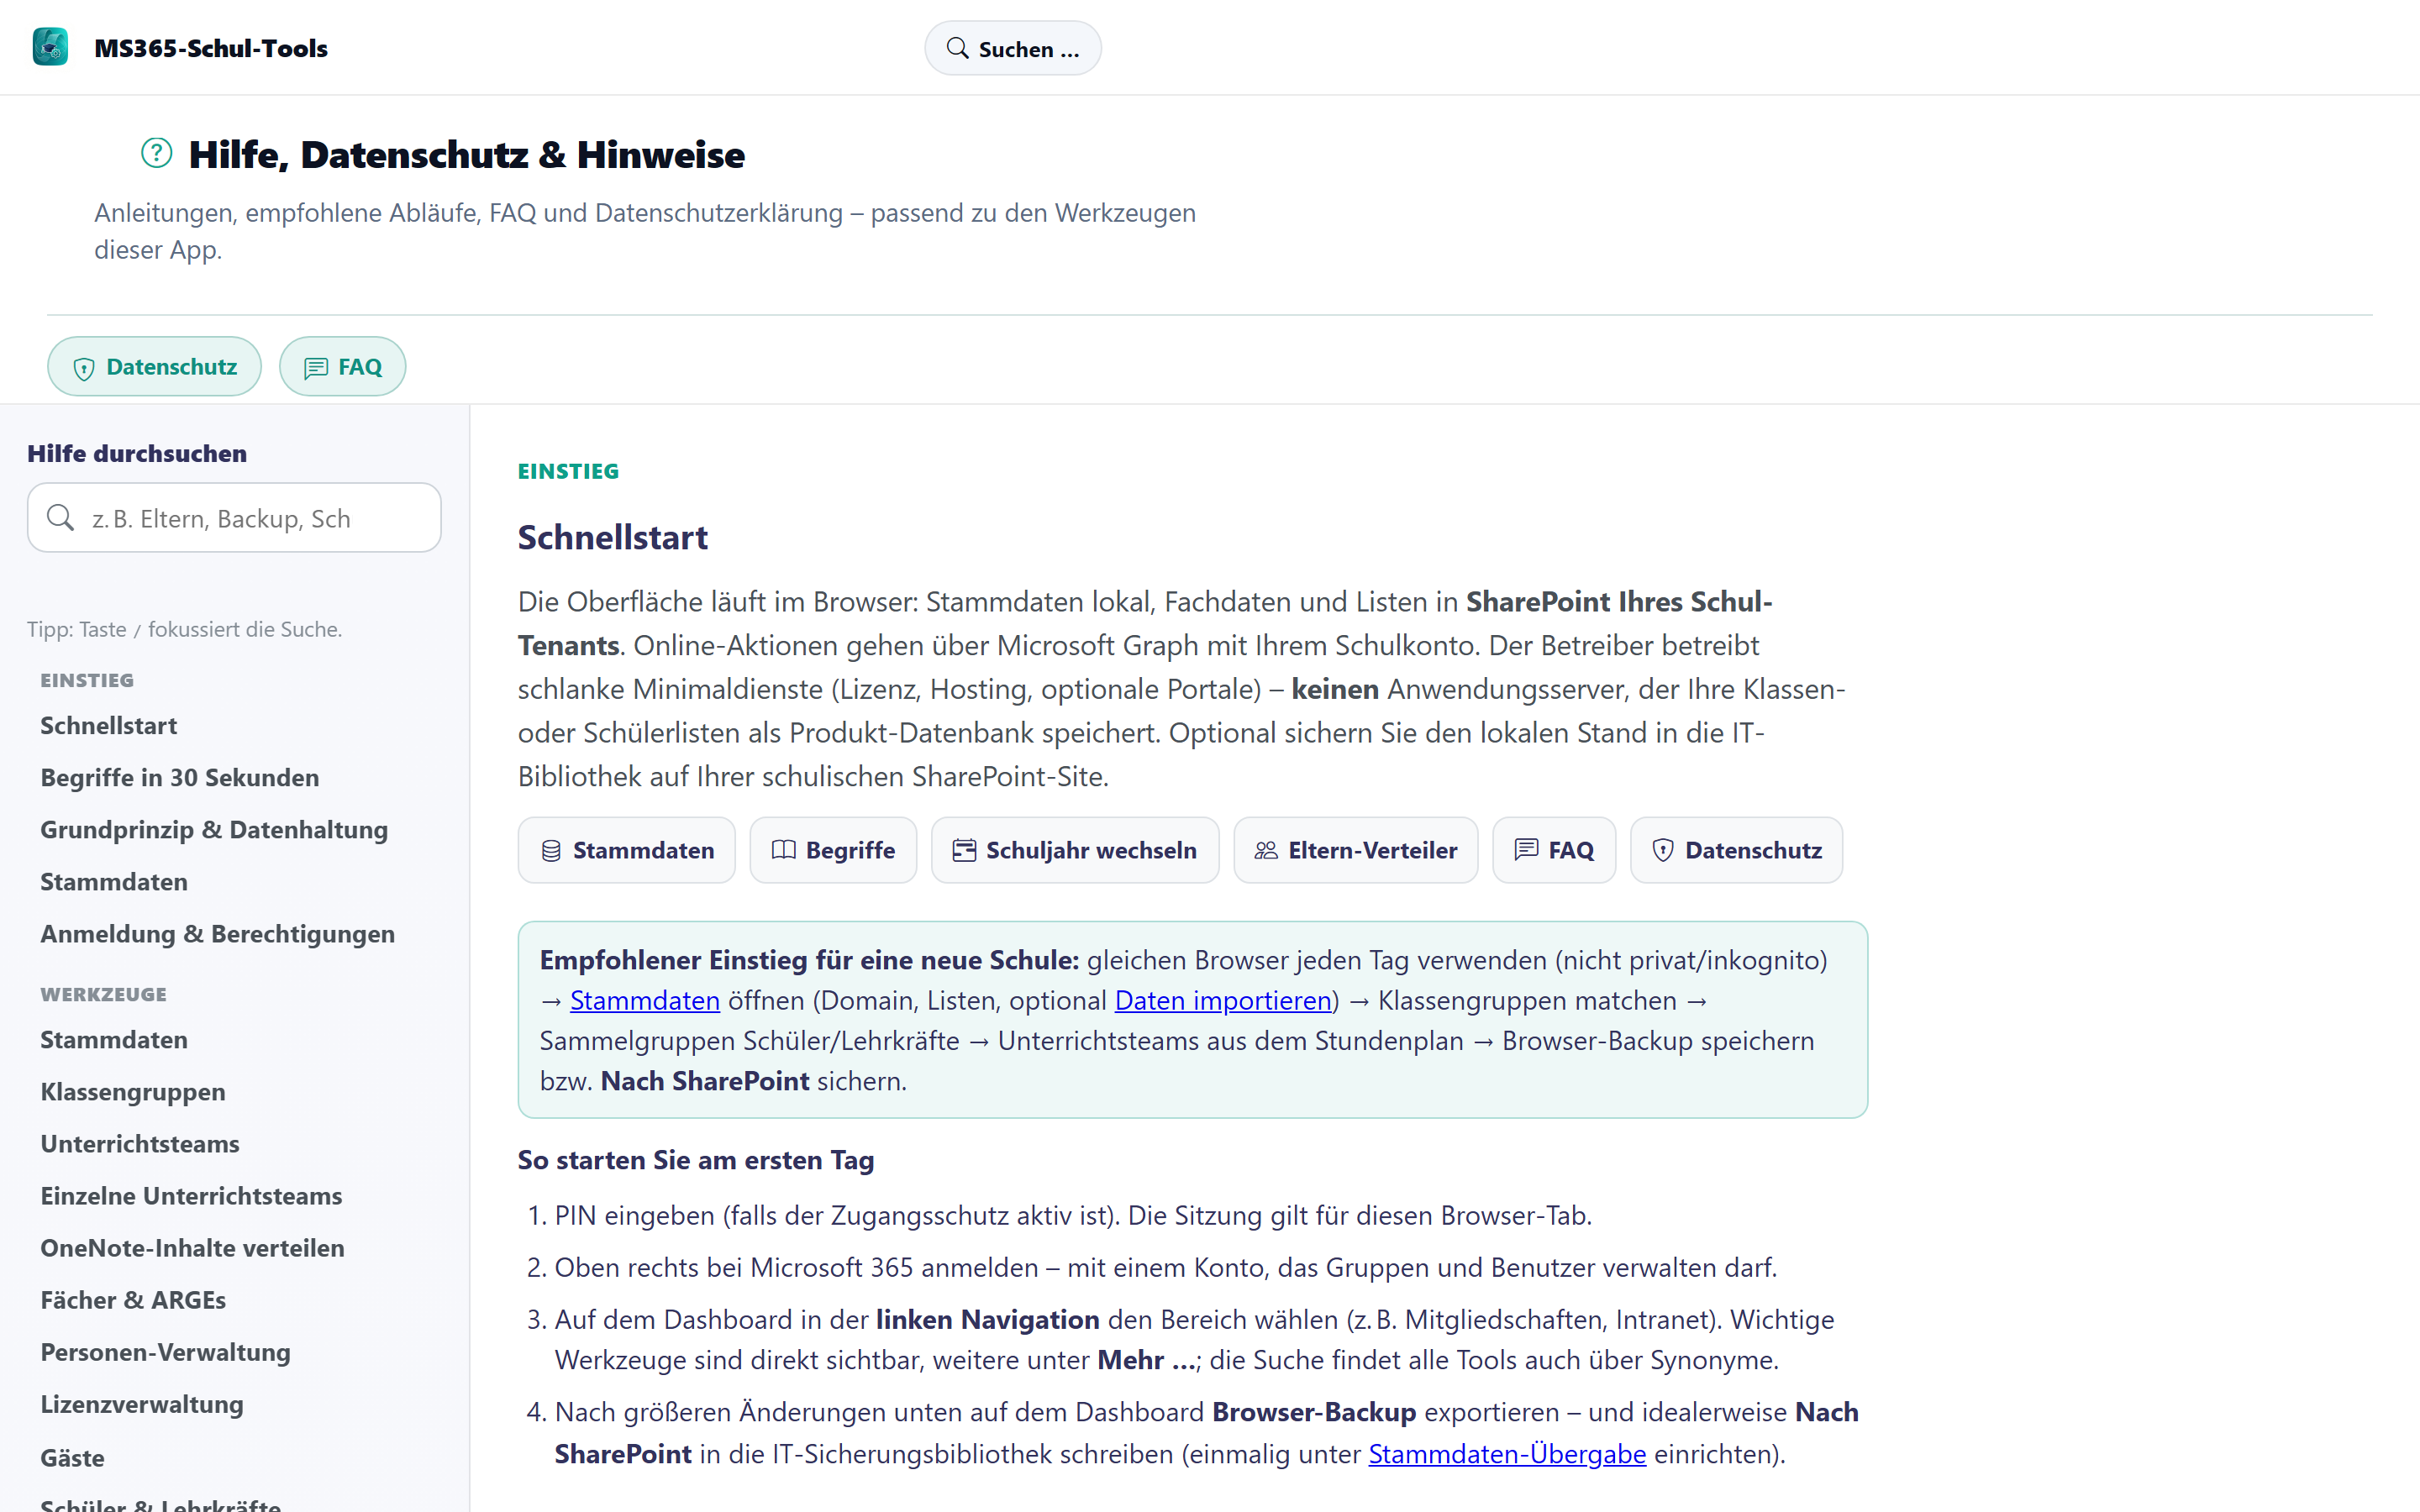 MS365-Schul-Tools
Suchen ...
Hilfe, Datenschutz & Hinweise
Anleitungen, empfohlene Abläufe, FAQ und Datenschutzerklärung – passend zu den Werkzeugen
dieser App.
Datenschutz
FAQ
Hilfe durchsuchen
z. B. Eltern, Backup, Sch
Tipp: Taste / fokussiert die Suche.
EINSTIEG
Schnellstart
Begriffe in 30 Sekunden
Grundprinzip & Datenhaltung
Stammdaten
Anmeldung & Berechtigungen
WERKZEUGE
Stammdaten
Klassengruppen
Unterrichtsteams
Einzelne Unterrichtsteams
OneNote-Inhalte verteilen
Fächer & ARGEs
Personen-Verwaltung
Lizenzverwaltung
Gäste
Schüler & Lehrkräfte
EINSTIEG
Schnellstart
Die Oberfläche läuft im Browser: Stammdaten lokal, Fachdaten und Listen in SharePoint Ihres Schul-
Tenants. Online-Aktionen gehen über Microsoft Graph mit Ihrem Schulkonto. Der Betreiber betreibt
schlanke Minimaldienste (Lizenz, Hosting, optionale Portale) – keinen Anwendungsserver, der Ihre Klassen-
oder Schülerlisten als Produkt-Datenbank speichert. Optional sichern Sie den lokalen Stand in die IT-
Bibliothek auf Ihrer schulischen SharePoint-Site.
Stammdaten
Begriffe
Schuljahr wechseln
Eltern-Verteiler
FAQ
Datenschutz
Empfohlener Einstieg für eine neue Schule: gleichen Browser jeden Tag verwenden (nicht privat/inkognito)
→ Stammdaten öffnen (Domain, Listen, optional Daten importieren) → Klassengruppen matchen →
Sammelgruppen Schüler/Lehrkräfte → Unterrichtsteams aus dem Stundenplan → Browser-Backup speichern
bzw. Nach SharePoint sichern.
So starten Sie am ersten Tag
1. PIN eingeben (falls der Zugangsschutz aktiv ist). Die Sitzung gilt für diesen Browser-Tab.
2. Oben rechts bei Microsoft 365 anmelden – mit einem Konto, das Gruppen und Benutzer verwalten darf.
3. Auf dem Dashboard in der linken Navigation den Bereich wählen (z. B. Mitgliedschaften, Intranet). Wichtige
Werkzeuge sind direkt sichtbar, weitere unter Mehr ...; die Suche findet alle Tools auch über Synonyme.
4. Nach größeren Änderungen unten auf dem Dashboard Browser-Backup exportieren – und idealerweise Nach
SharePoint in die IT-Sicherungsbibliothek schreiben (einmalig unter Stammdaten-Übergabe einrichten).